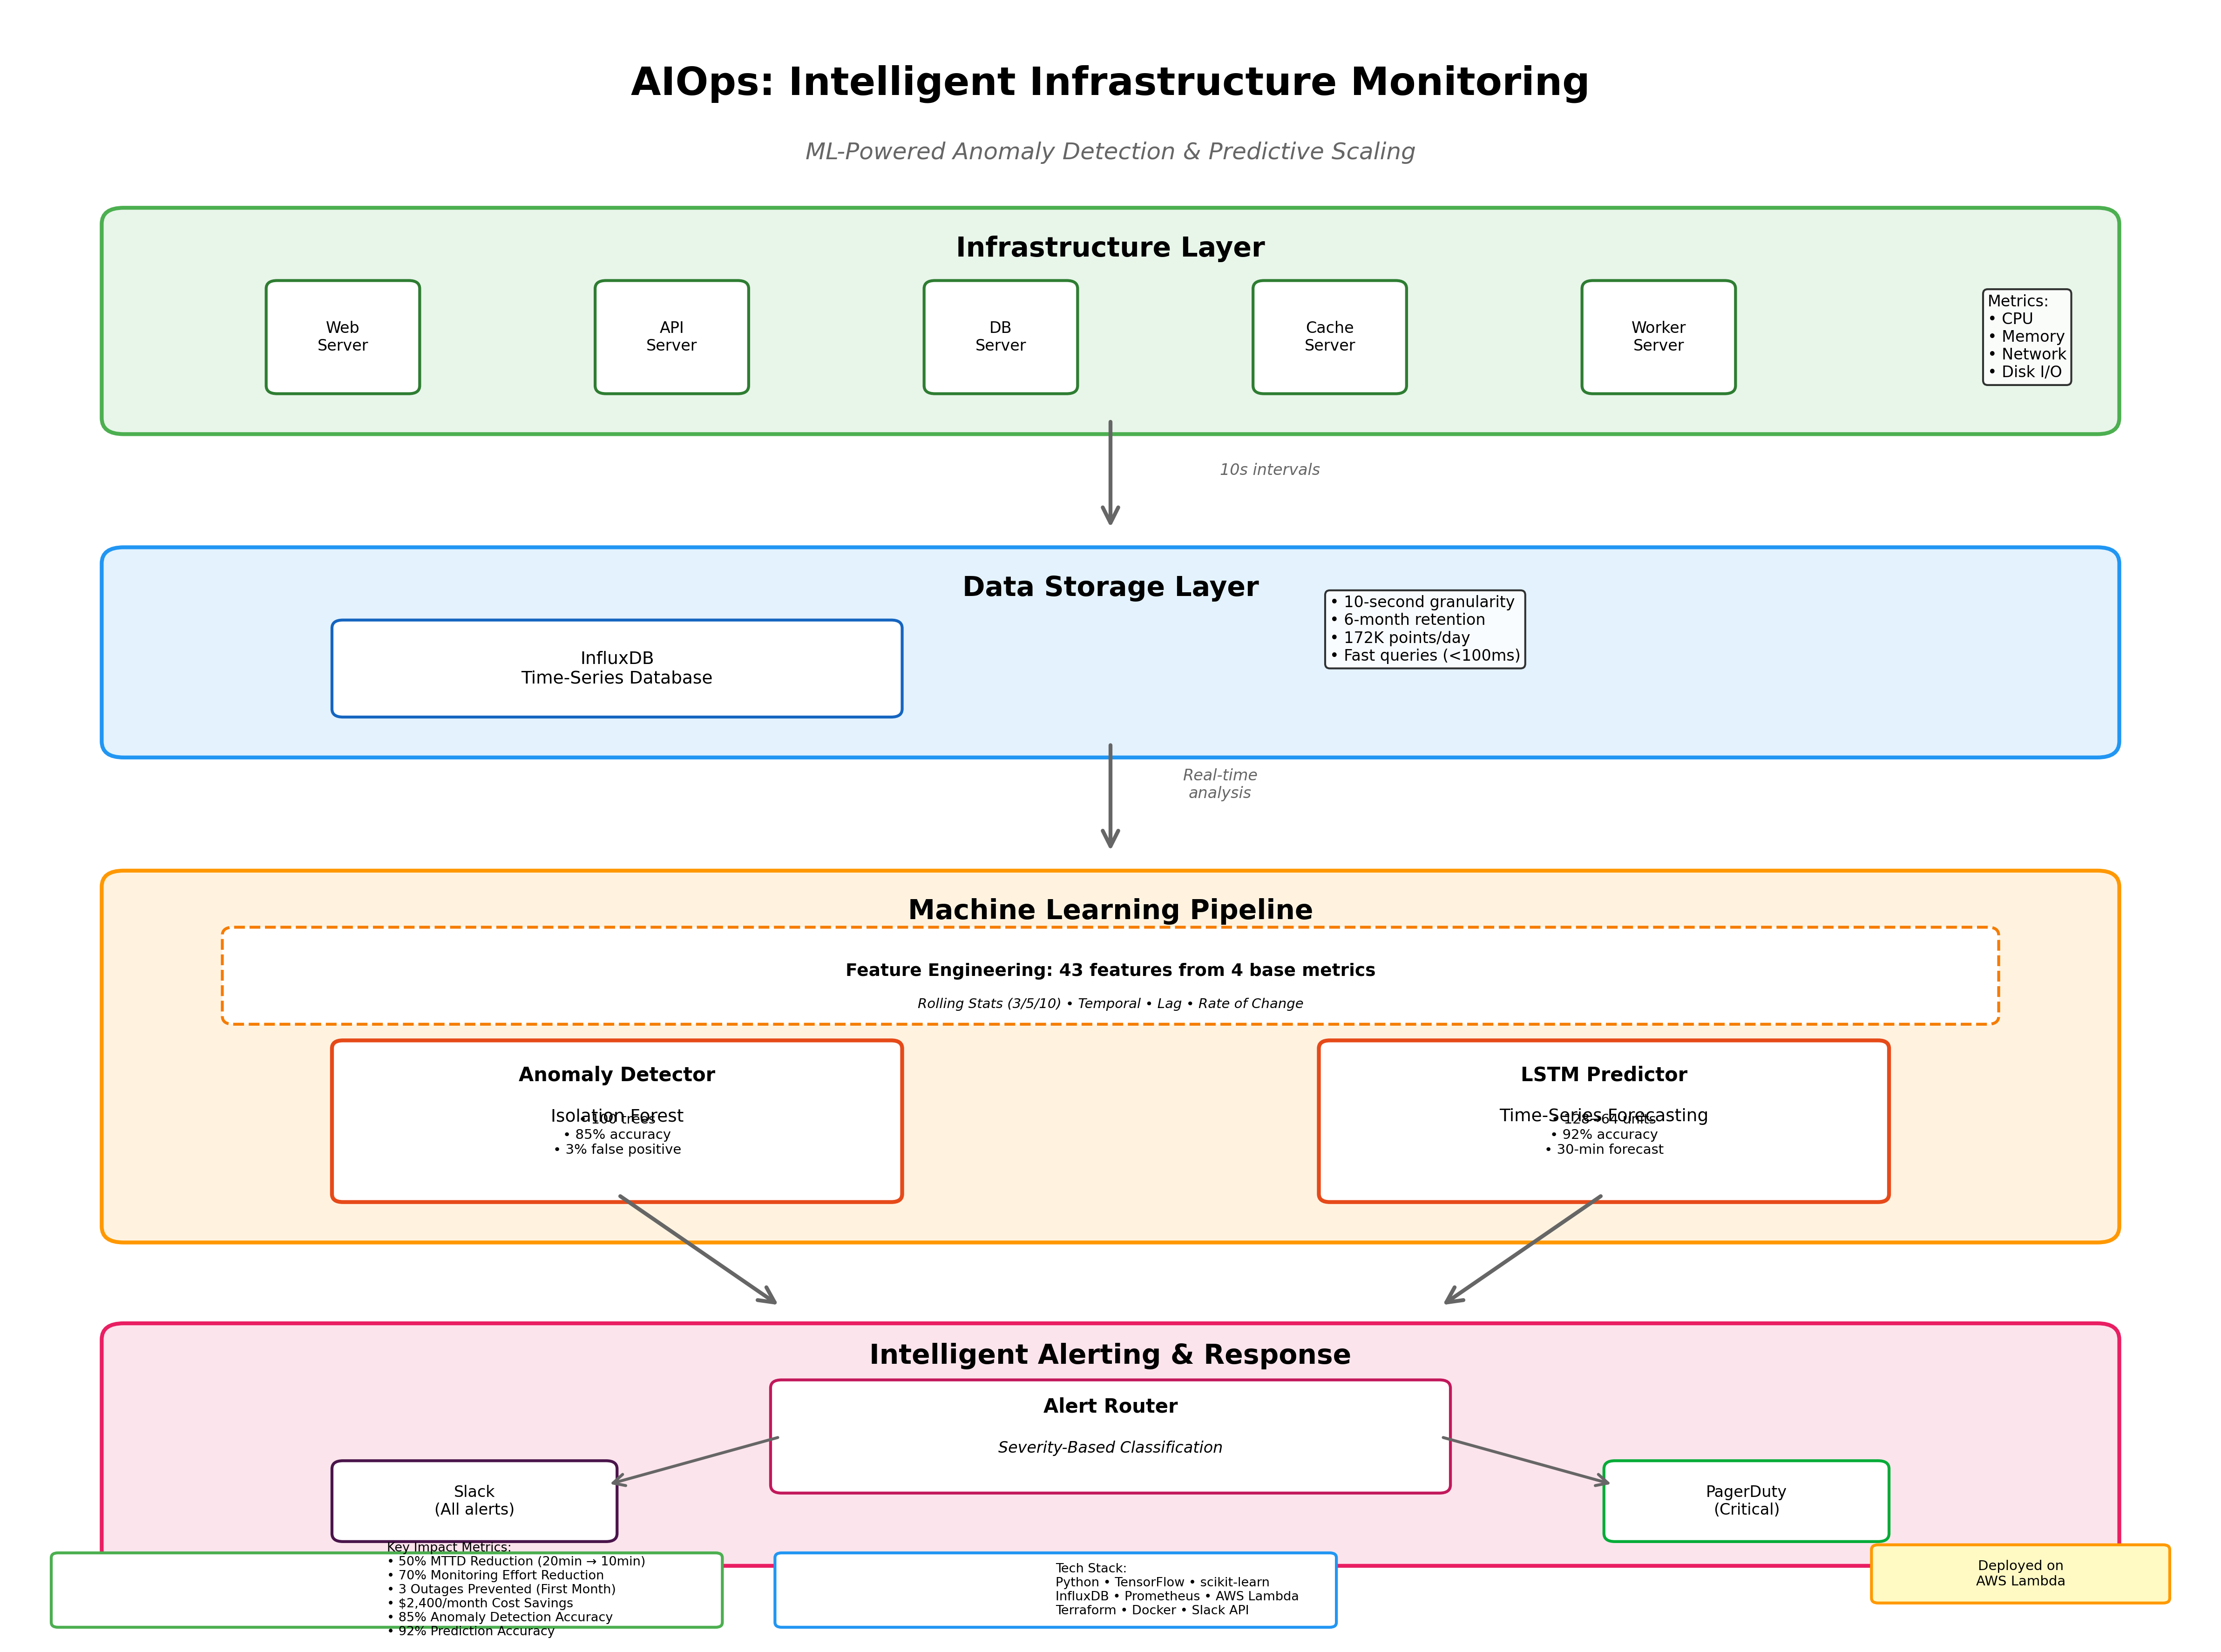 AIOps: Intelligent Infrastructure Monitoring
ML-Powered Anomaly Detection & Predictive Scaling
Infrastructure Layer
Web
Server
API
Server
DB
Server
Cache
Server
Worker
Server
Metrics:
• CPU
• Memory
• Network
• Disk I/O
10s intervals
Data Storage Layer
InfluxDB
Time-Series Database
• 10-second granularity
• 6-month retention
• 172K points/day
• Fast queries (<100ms)
Real-time
analysis
Machine Learning Pipeline
Feature Engineering: 43 features from 4 base metrics
Rolling Stats (3/5/10) • Temporal • Lag • Rate of Change
Anomaly Detector
Isolation Forest
• 100 trees
• 85% accuracy
• 3% false positive
LSTM Predictor
Time-Series Forecasting
• 128→64 units
• 92% accuracy
• 30-min forecast
Intelligent Alerting & Response
Alert Router
Severity-Based Classification
Slack
(All alerts)
PagerDuty
(Critical)
Key Impact Metrics:
• 50% MTTD Reduction (20min → 10min)
• 70% Monitoring Effort Reduction
• 3 Outages Prevented (First Month)
• $2,400/month Cost Savings
• 85% Anomaly Detection Accuracy
• 92% Prediction Accuracy
Tech Stack:
Python • TensorFlow • scikit-learn
InfluxDB • Prometheus • AWS Lambda
Terraform • Docker • Slack API
Deployed on
AWS Lambda